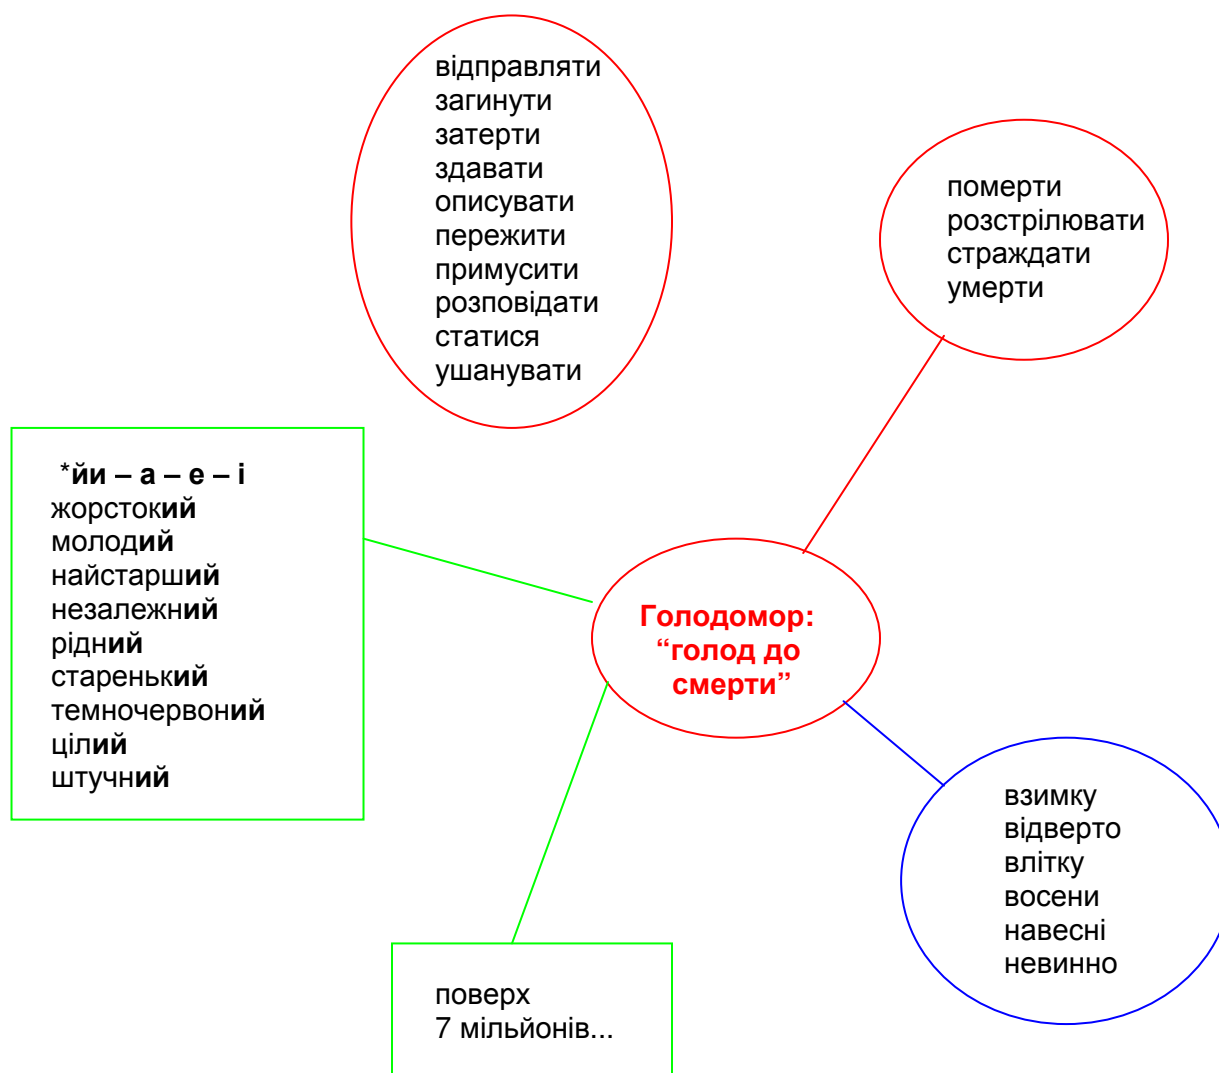 відправляти
загинути
затерти
здавати
описувати
пережити
примусити
розповідати
статися
ушанувати
померти
розстрілювати
страждати
умерти
*йи – а – е – і
жорстокий
молодий
найстарший
незалежний
рідний
старенький
темночервоний
цілий
штучний
Голодомор:
“голод до
смерти”
взимку
відверто
влітку
восени
навесні
невинно
поверх
7 мільйонів...